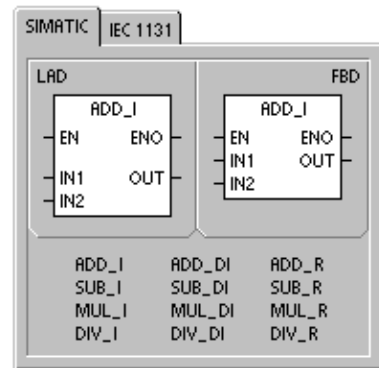 SIMATIC
IEC 1131
LAD
FBD
ADD_I
EN ENO
IN1 OUT
IN2
ADD_I
EN ENO
IN1 OUT
IN2
ADD_I ADD_DI ADD_R
SUB_I SUB_DI SUB_R
MUL_I MUL_DI MUL_R
DIV_I DIV_DI DIV_R